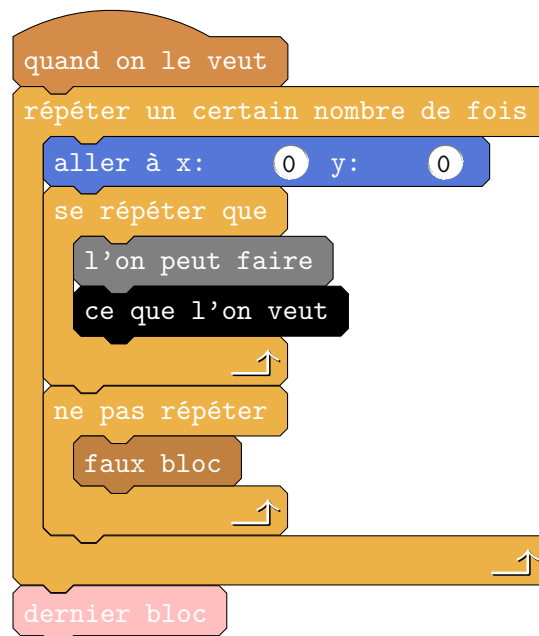 quand on le veut
répéter un certain nombre de fois
aller à x: 0 y: 0
se répéter que
l'on peut faire
ce que l'on veut
ne pas répéter
faux bloc
dernier bloc